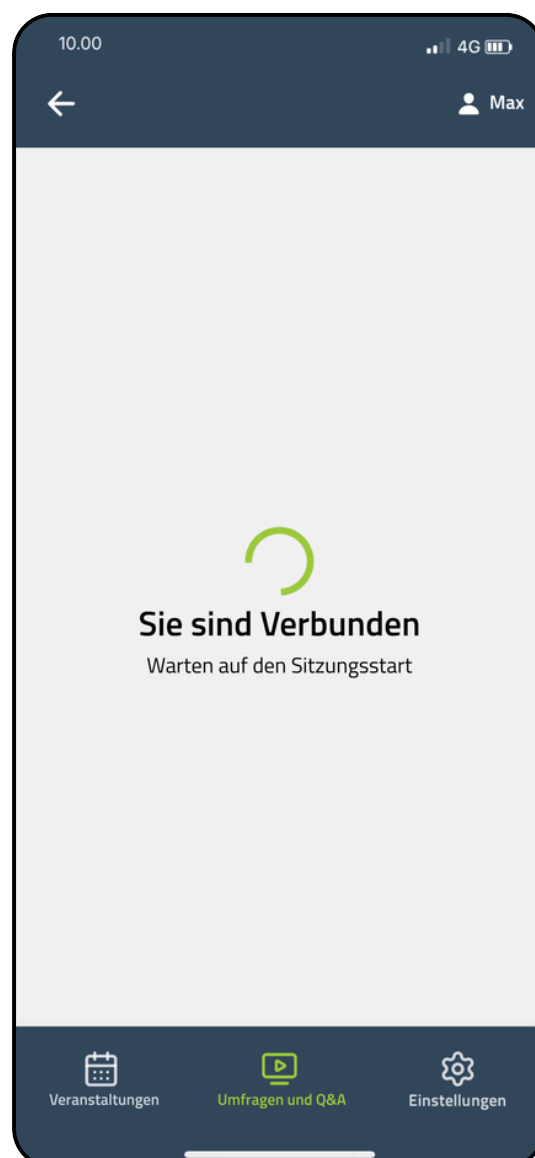 10.00 4G
Max
Sie sind Verbunden
Warten auf den Sitzungsstart
Veranstaltungen Umfragen und Q&A Einstellungen